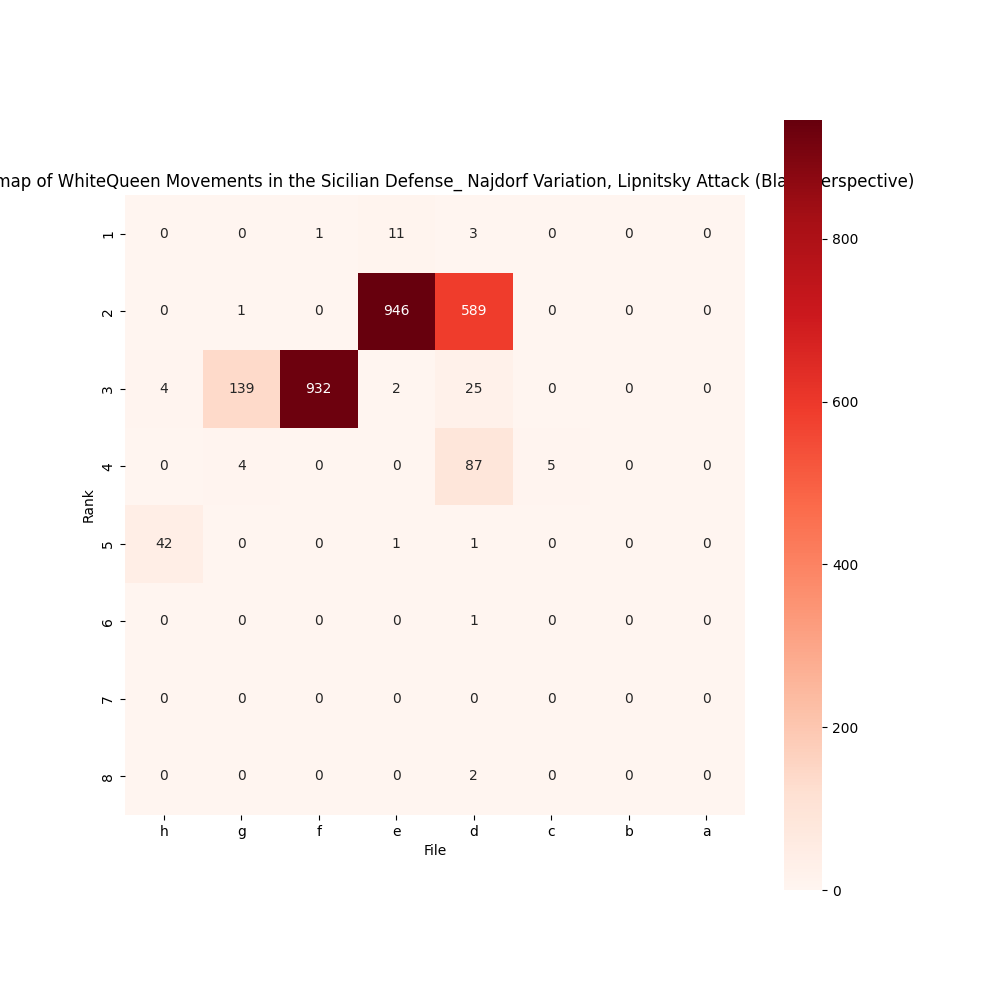 map of WhiteQueen Movements in the Sicilian Defense_ Najdorf Variation, Lipnitsky Attack (Bla erspective)
1 0 0 1 11 3 0 0 0
2 0 1 0 946 589 0 0 0
3 4 139 932 2 25 0 0 0
4 0 4 0 0 87 5 0 0
5 42 0 0 1 1 0 0 0
6 0 0 0 0 1 0 0 0
7 0 0 0 0 0 0 0 0
8 0 0 0 0 2 0 0 0
h g f e d c b a
File
Rank
800
600
400
200
0